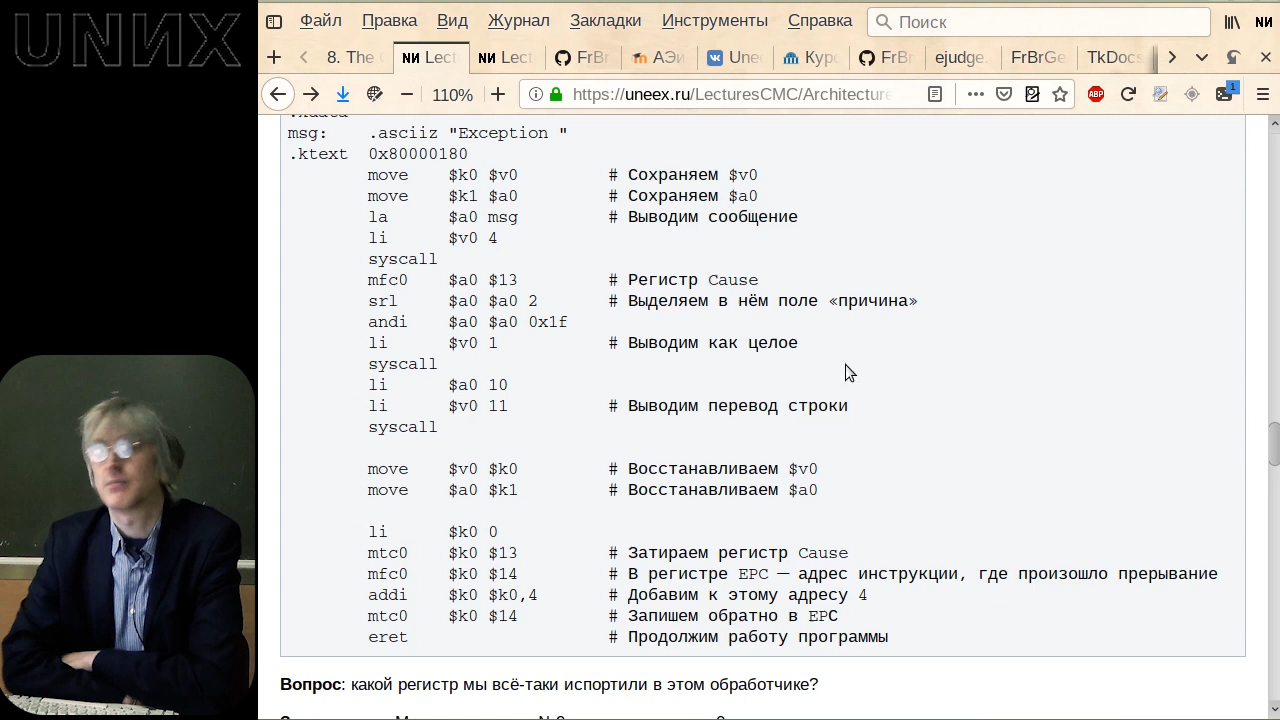 UNИX
Файл Правка Вид Журнал Закладки Инструменты Справка Поиск
8. The Lect Lect FrBr АЭи Une Курс FrBr ejudge. FrBrGe TkDocs
110% https://uneex.ru/LecturesCMC/Architecture ABP 1
msg: .asciiz "Exception "
.ktext 0x80000180
move $k0 $v0 # Сохраняем $v0
move $k1 $a0 # Сохраняем $a0
la $a0 msg # Выводим сообщение
li $v0 4
syscall
mfc0 $a0 $13 # Регистр Cause
srl $a0 $a0 2 # Выделяем в нём поле «причина»
andi $a0 $a0 0x1f
li $v0 1 # Выводим как целое
syscall
li $a0 10
li $v0 11 # Выводим перевод строки
syscall
move $v0 $k0 # Восстанавливаем $v0
move $a0 $k1 # Восстанавливаем $a0
li $k0 0
mtc0 $k0 $13 # Затираем регистр Cause
mfc0 $k0 $14 # В регистре EPC — адрес инструкции, где произошло прерывание
addi $k0 $k0,4 # Добавим к этому адресу 4
mtc0 $k0 $14 # Запишем обратно в EPC
eret # Продолжим работу программы
Вопрос: какой регистр мы всё-таки испортили в этом обработчике?